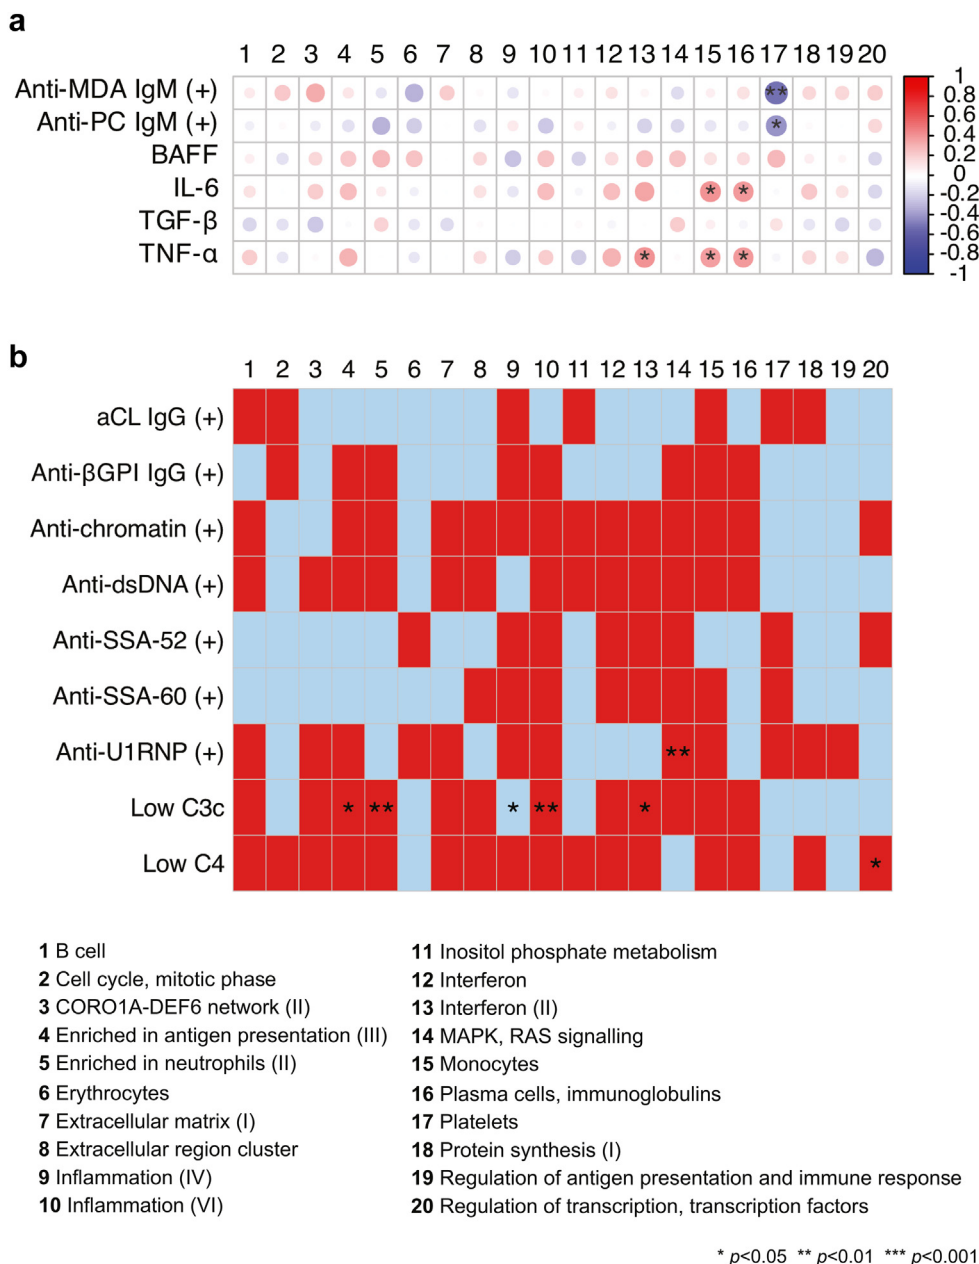 a
1 2 3 4 5 6 7 8 9 10 11 12 13 14 15 16 17 18 19 20
Anti-MDA IgM (+) **
Anti-PC IgM (+) *
BAFF
IL-6 * *
TGF-β
TNF-α * * *
1
0.8
0.6
0.4
0.2
0
-0.2
-0.4
-0.6
-0.8
-1
b
1 2 3 4 5 6 7 8 9 10 11 12 13 14 15 16 17 18 19 20
aCL IgG (+)
Anti-βGPI IgG (+)
Anti-chromatin (+)
Anti-dsDNA (+)
Anti-SSA-52 (+)
Anti-SSA-60 (+)
Anti-U1RNP (+) **
Low C3c * ** * ** *
Low C4 *
1 B cell
2 Cell cycle, mitotic phase
3 CORO1A-DEF6 network (II)
4 Enriched in antigen presentation (III)
5 Enriched in neutrophils (II)
6 Erythrocytes
7 Extracellular matrix (I)
8 Extracellular region cluster
9 Inflammation (IV)
10 Inflammation (VI)
11 Inositol phosphate metabolism
12 Interferon
13 Interferon (II)
14 MAPK, RAS signalling
15 Monocytes
16 Plasma cells, immunoglobulins
17 Platelets
18 Protein synthesis (I)
19 Regulation of antigen presentation and immune response
20 Regulation of transcription, transcription factors
* p<0.05 ** p<0.01 *** p<0.001